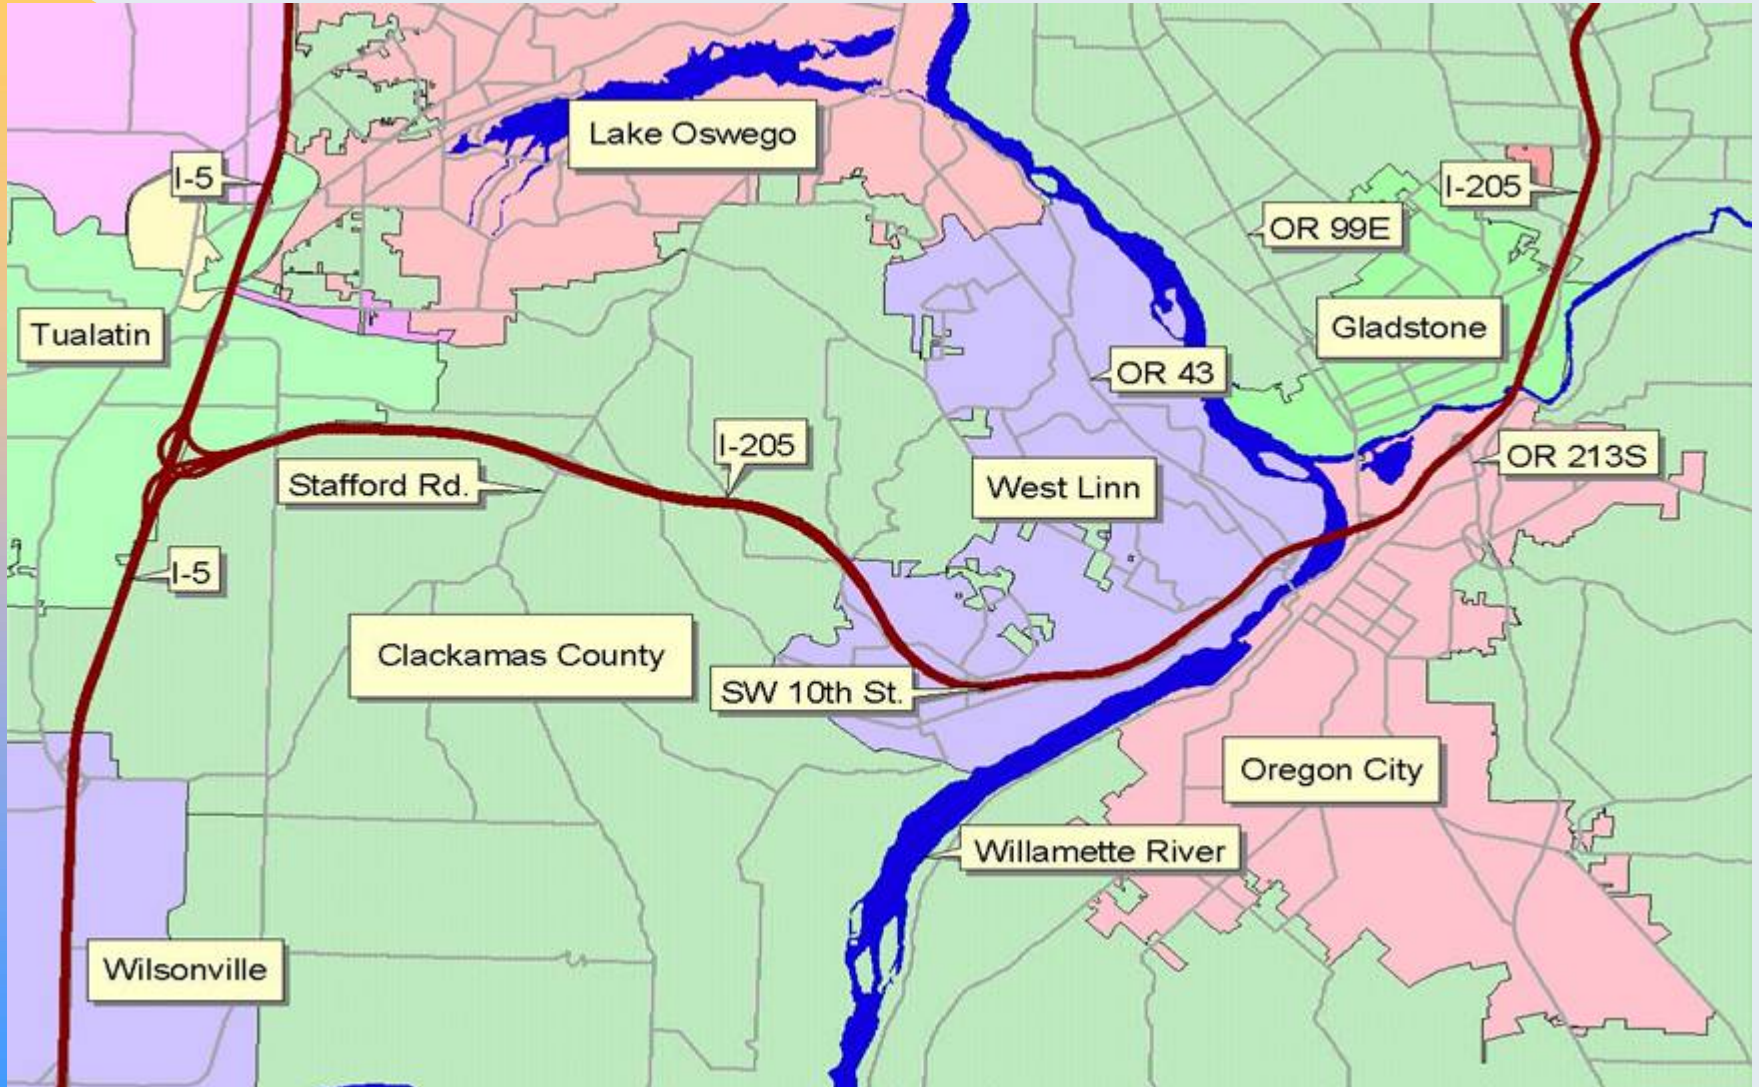 Lake Oswego
I-5
I-205
OR 99E
Tualatin
Gladstone
OR 43
I-205
OR 213S
Stafford Rd.
West Linn
I-5
Clackamas County
SW 10th St.
Oregon City
Willamette River
Wilsonville